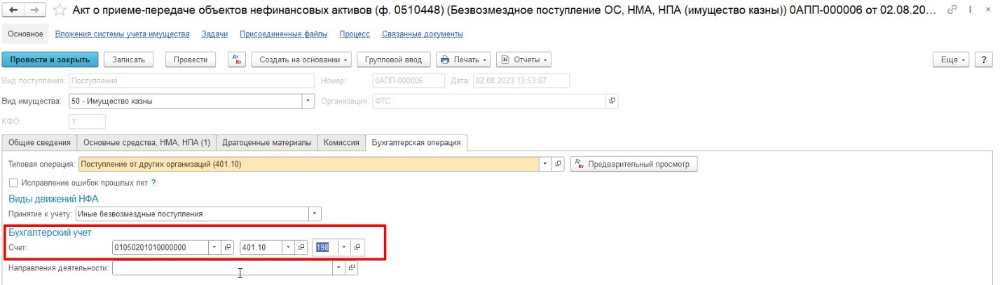 Акт о приеме-передаче объектов нефинансовых активов (ф. 0510448) (Безвозмездное поступление ОС, НМА, НПА (имущество казны)) 0АПП-000006 от 02.08.20...
Основное Вложения системы учета имущества Задачи Присоединенные файлы Процесс Связанные документы
Провести и закрыть Записать Провести Дт Кт Создать на основании Групповой ввод Печать Отчеты Еще ?
Вид поступления: Поступление Номер: 0АПП-000006 Дата: 02.08.2023 13:53:07
Вид имущества: 50 - Имущество казны Организация: ФТС
КФО: 1
Общие сведения Основные средства, НМА, НПА (1) Драгоценные материалы Комиссия Бухгалтерская операция
Типовая операция: Поступление от других организаций (401.10) Дт Кт Предварительный просмотр
Исправление ошибок прошлых лет ?
Виды движений НФА
Принятие к учету: Иные безвозмездные поступления
Бухгалтерский учет
Счет: 01050201010000000 401.10 198
Направления деятельности: